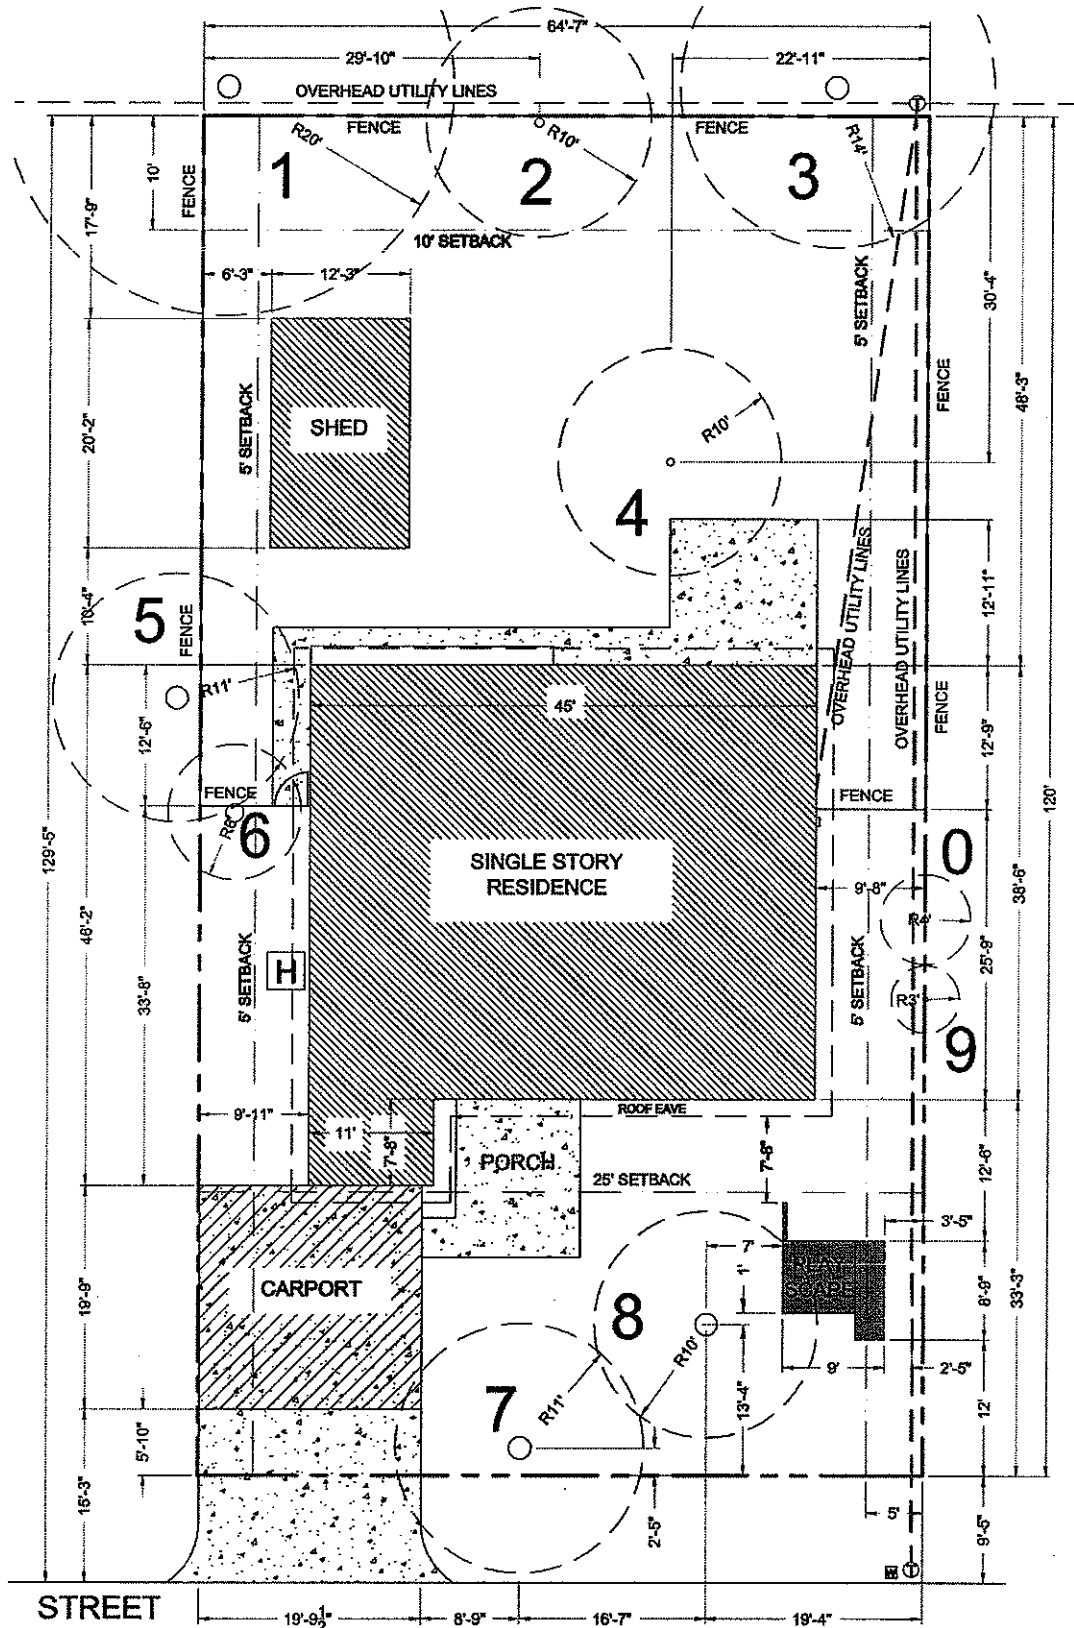 64'-7"
29'-10"
22'-11"
OVERHEAD UTILITY LINES
FENCE
FENCE
R20'
R10'
R14'
1
2
3
10'
FENCE
17'-9"
10' SETBACK
6'-3"
12'-3"
5' SETBACK
30'-4"
48'-3"
FENCE
5' SETBACK
20'-2"
SHED
R10'
4
OVERHEAD UTILITY LINES
OVERHEAD UTILITY LINES
12'-11"
5
FENCE
10'-4"
R11'
45'
FENCE
12'-6"
12'-9"
FENCE
FENCE
120'
129'-5"
6
SINGLE STORY
RESIDENCE
0
9'-8"
38'-6"
R4'
46'-2"
33'-8"
5' SETBACK
H
5' SETBACK
25'-9"
R3'
9
9'-11"
11'
7'-8"
ROOF EAVE
PORCH
7'-8"
25' SETBACK
12'-6"
3'-5"
7'
1'
PLAY
SCAPE
8'-9"
33'-3"
19'-9"
CARPORT
8
R10'
9'
2'-5"
7
R11'
13'-4"
12'
5'-10"
15'-3"
2'-5"
5'
9'-5"
STREET
19'-9½"
8'-9"
16'-7"
19'-4"